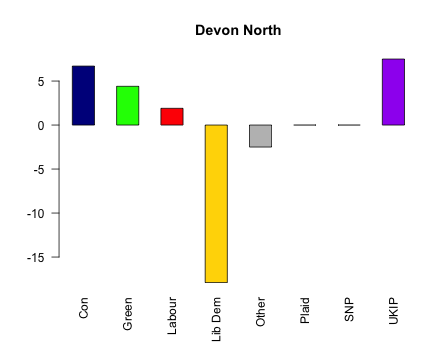 Devon North
5
0
-5
-10
-15
Con
Green
Labour
Lib Dem
Other
Plaid
SNP
UKIP